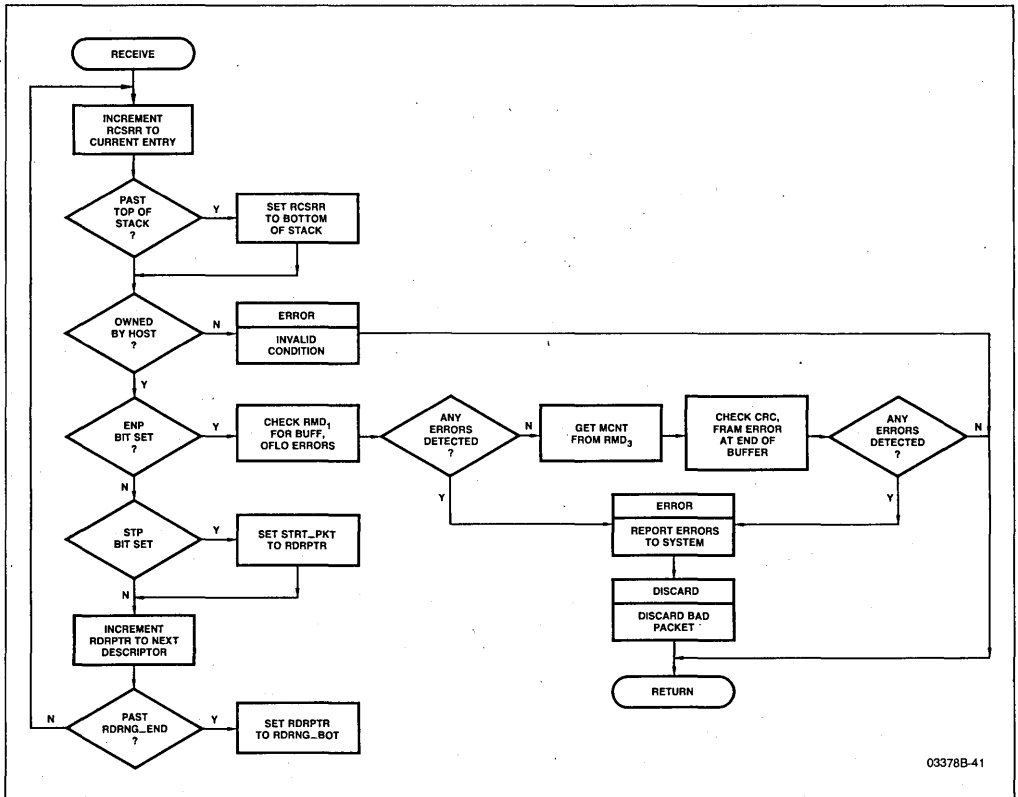 RECEIVE
INCREMENT
RCSRR TO
CURRENT ENTRY
PAST
TOP OF
STACK
?
Y
SET RCSRR
TO BOTTOM
OF STACK
OWNED
BY HOST
?
N
ERROR
INVALID
CONDITION
Y
ENP
BIT SET
?
Y
CHECK RMD₁
FOR BUFF,
OFLO ERRORS
ANY
ERRORS
DETECTED
?
N
GET MCNT
FROM RMD₃
CHECK CRC,
FRAM ERROR
AT END OF
BUFFER
ANY
ERRORS
DETECTED
?
N
N
Y
Y
ERROR
REPORT ERRORS
TO SYSTEM
STP
BIT SET
Y
SET STRT_PKT
TO RDRPTR
N
DISCARD
DISCARD BAD
PACKET
INCREMENT
RDRPTR TO NEXT
DESCRIPTOR
RETURN
N
PAST
RDRNG_END
?
Y
SET RDRPTR
TO RDRNG_BOT
03378B-41